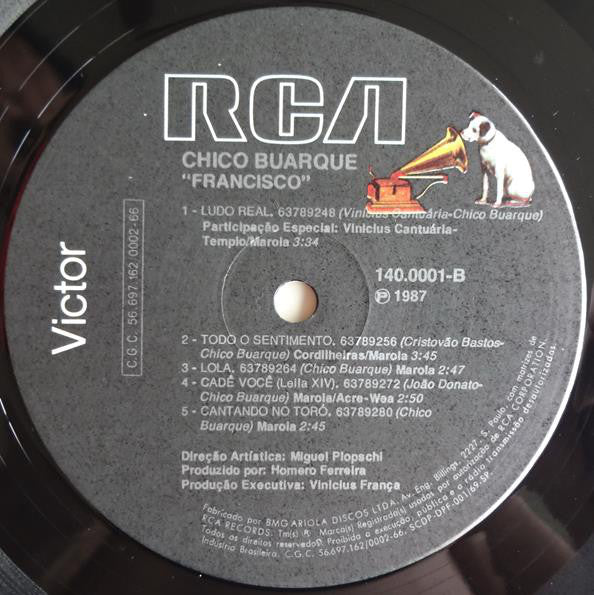 RCA
CHICO BUARQUE
"FRANCISCO"
1 - LUDO REAL. 63789248 (Vinicius Cantuária-Chico Buarque)
Participação Especial: Vinicius Cantuária-
Templo/Marola 3:34
140.0001-B
Ⓟ 1987
Victor
C.G.C. 56.697.162/0002-66
2 - TODO O SENTIMENTO. 63789256 (Cristovão Bastos-
Chico Buarque) Cordilheiras/Marola 3:45
3 - LOLA. 63789264 (Chico Buarque) Marola 2:47
4 - CADÊ VOCÊ (Leila XIV). 63789272 (João Donato-
Chico Buarque) Marola/Acre-Wea 2:50
5 - CANTANDO NO TORÓ. 63789280 (Chico
Buarque) Marola 2:45
Direção Artística: Miguel Plopschi
Produzido por: Homero Ferreira
Produção Executiva: Vinicius França
Fabricado por BMG ARIOLA DISCOS LTDA. Av. Eng. Billings, 2227 - S. Paulo, com matrizes de
RCA RECORDS. Tm(s) ® Marca(s) Registrada(s) usadas por autorização de RCA CORPORATION.
Todos os direitos reservados. Proibida a execução, pública e a rádio transmissão desautorizadas.
Indústria Brasileira. C.G.C. 56.697.162/0002-66. SCDP-DPF-001/69-SP.